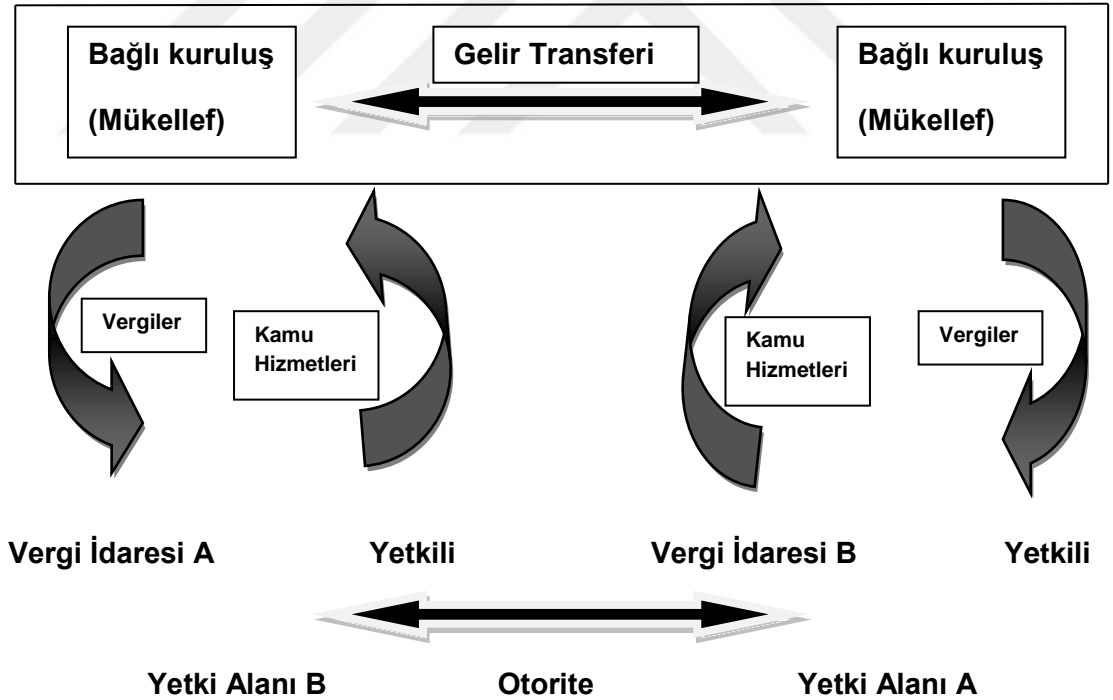 Bağlı kuruluş
(Mükellef)
Gelir Transferi
Bağlı kuruluş
(Mükellef)
Vergiler
Kamu
Hizmetleri
Kamu
Hizmetleri
Vergiler
Vergi İdaresi A
Yetkili
Vergi İdaresi B
Yetkili
Yetki Alanı B
Otorite
Yetki Alanı A